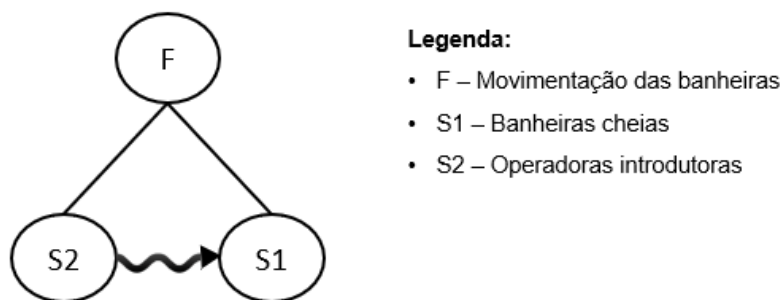 F
S2
S1
Legenda:
• F – Movimentação das banheiras
• S1 – Banheiras cheias
• S2 – Operadoras introdutoras